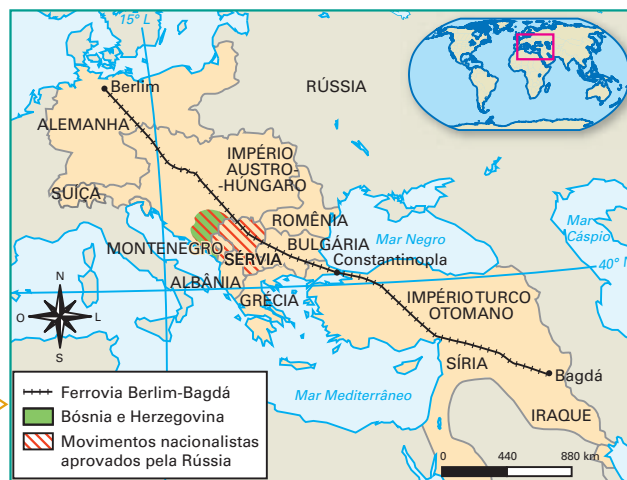 15° L
Berlim
RÚSSIA
ALEMANHA
IMPÉRIO
AUSTRO-
-HÚNGARO
SUÍÇA
ROMÊNIA
Mar Negro
Mar
Cáspio
MONTENEGRO
SÉRVIA
BULGÁRIA
Constantinopla
40° N
ALBÂNIA
GRÉCIA
IMPÉRIO TURCO
OTOMANO
N
O
L
S
SÍRIA
Bagdá
Mar Mediterrâneo
IRAQUE
Ferrovia Berlim-Bagdá
Bósnia e Herzegovina
Movimentos nacionalistas
aprovados pela Rússia
0 440 880 km